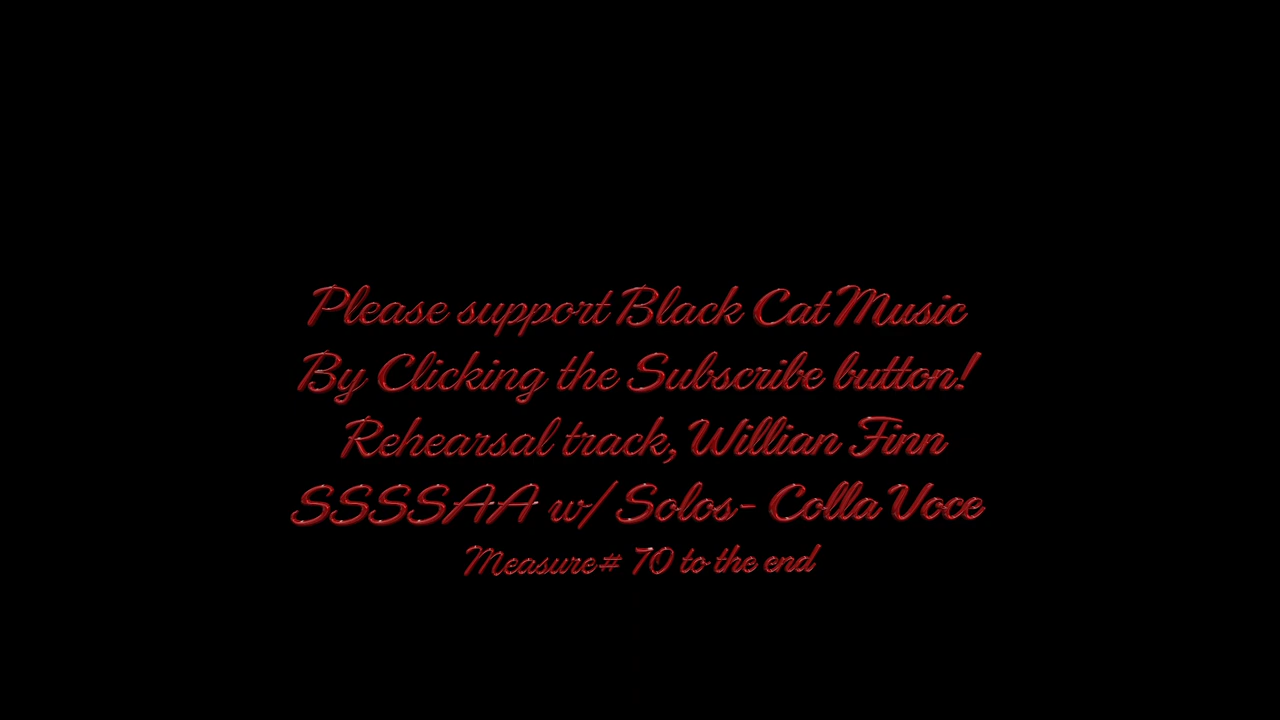 Please support Black Cat Music
By Clicking the Subscribe button!
Rehearsal track, Willian Finn
SSSSAA w/ Solos- Colla Voce
Measure# 70 to the end